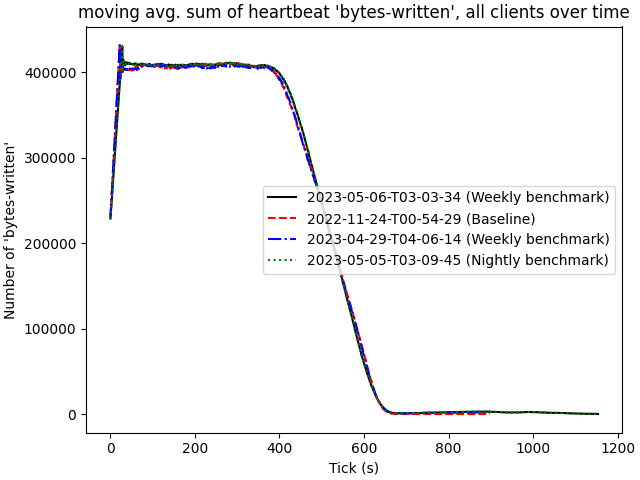 moving avg. sum of heartbeat 'bytes-written', all clients over time
Number of 'bytes-written'
400000
300000
200000
100000
0
2023-05-06-T03-03-34 (Weekly benchmark)
2022-11-24-T00-54-29 (Baseline)
2023-04-29-T04-06-14 (Weekly benchmark)
2023-05-05-T03-09-45 (Nightly benchmark)
0 200 400 600 800 1000 1200
Tick (s)